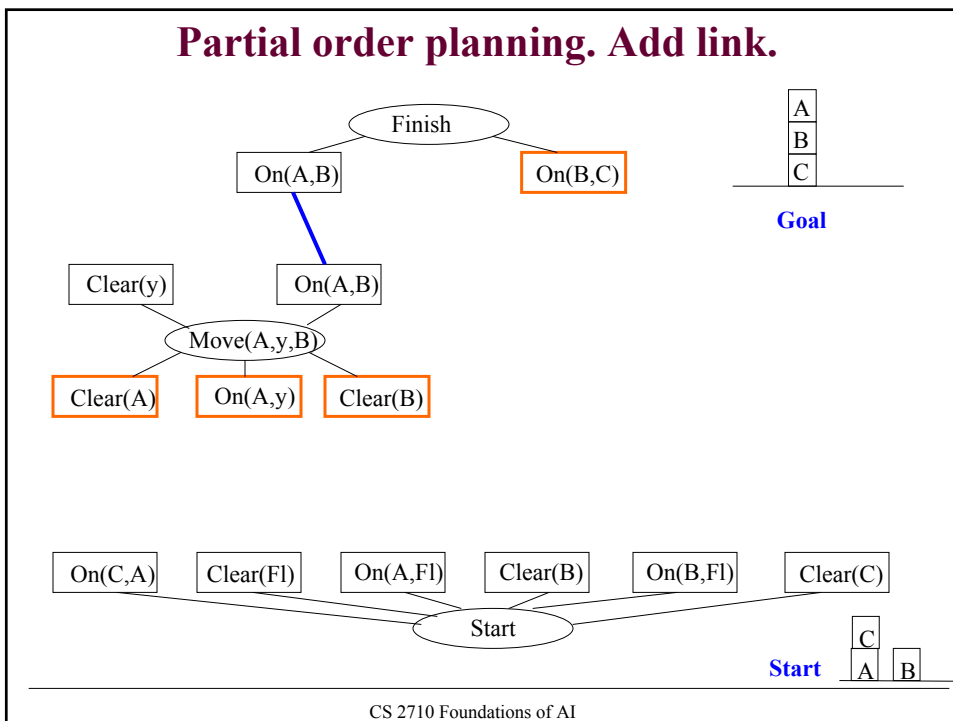 Partial order planning. Add link.
Finish
On(A,B)
On(B,C)
A
B
C
Goal
Clear(y)
On(A,B)
Move(A,y,B)
Clear(A)
On(A,y)
Clear(B)
On(C,A)
Clear(Fl)
On(A,Fl)
Clear(B)
On(B,Fl)
Clear(C)
Start
C
Start
A
B
CS 2710 Foundations of AI